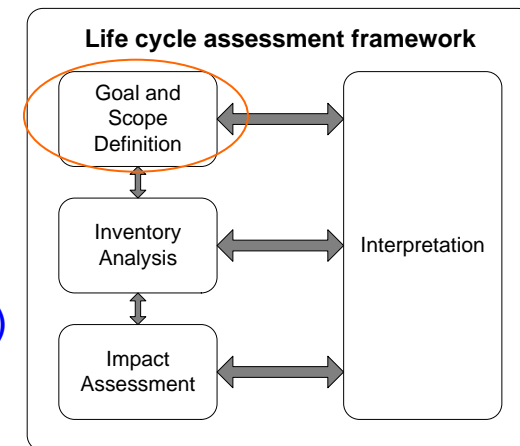 Life cycle assessment framework
Goal and
Scope
Definition
Inventory
Analysis
Interpretation
Impact
Assessment
)